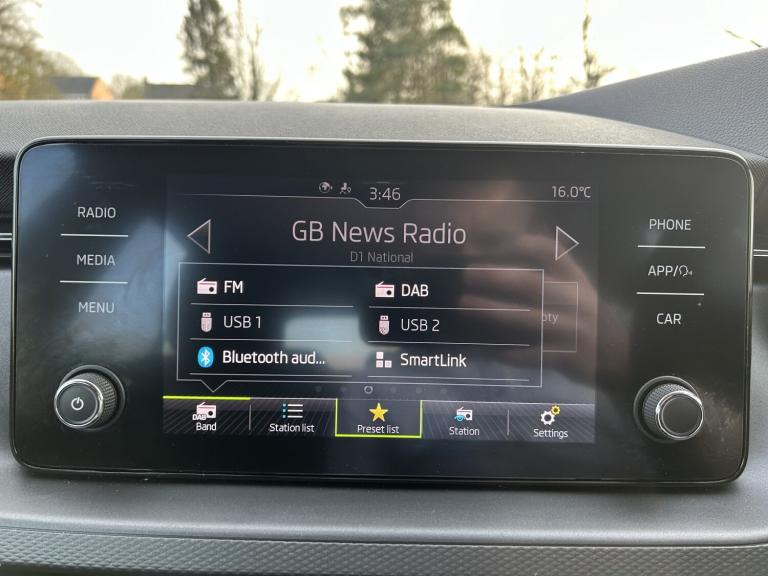 3:46
16.0°C
RADIO
MEDIA
MENU
GB News Radio
D1 National
FM
DAB
USB 1
USB 2
Bluetooth aud...
SmartLink
DAB
Band
Station list
Preset list
Station
Settings
PHONE
APP/
CAR